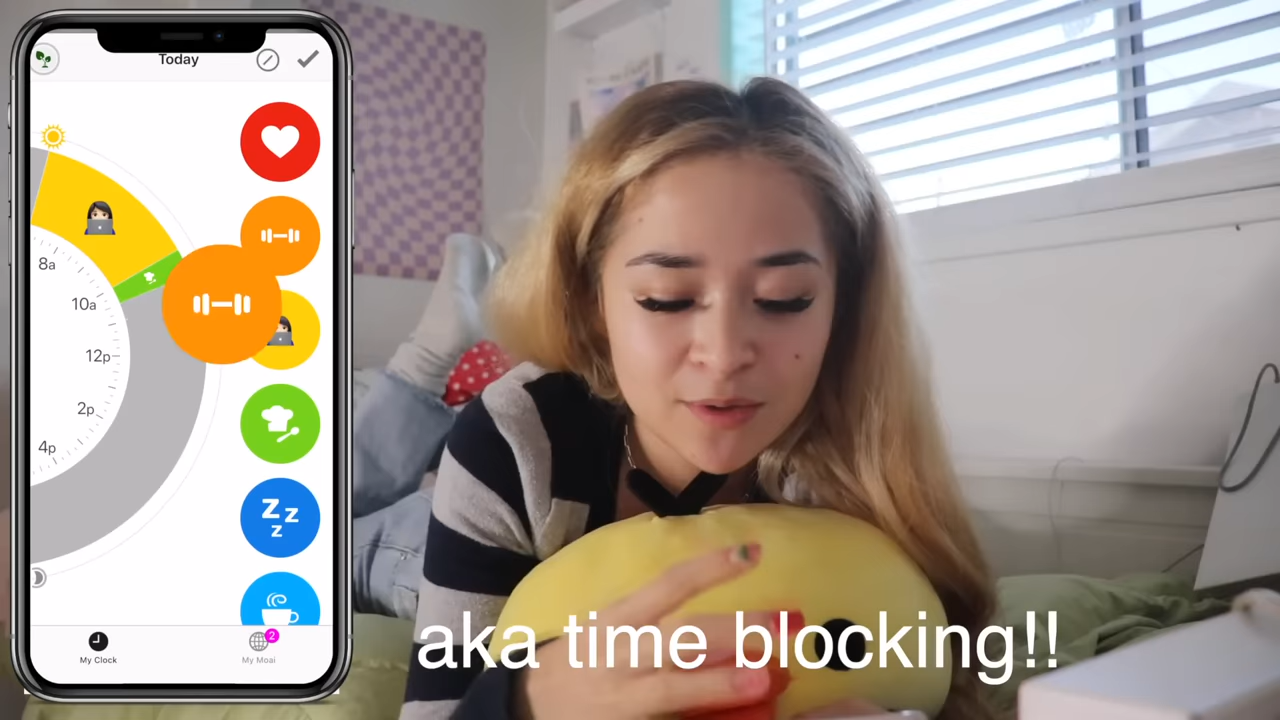 Today
8a
10a
12p
2p
4p
z z
z
2
My Clock
My Moai
aka time blocking!!